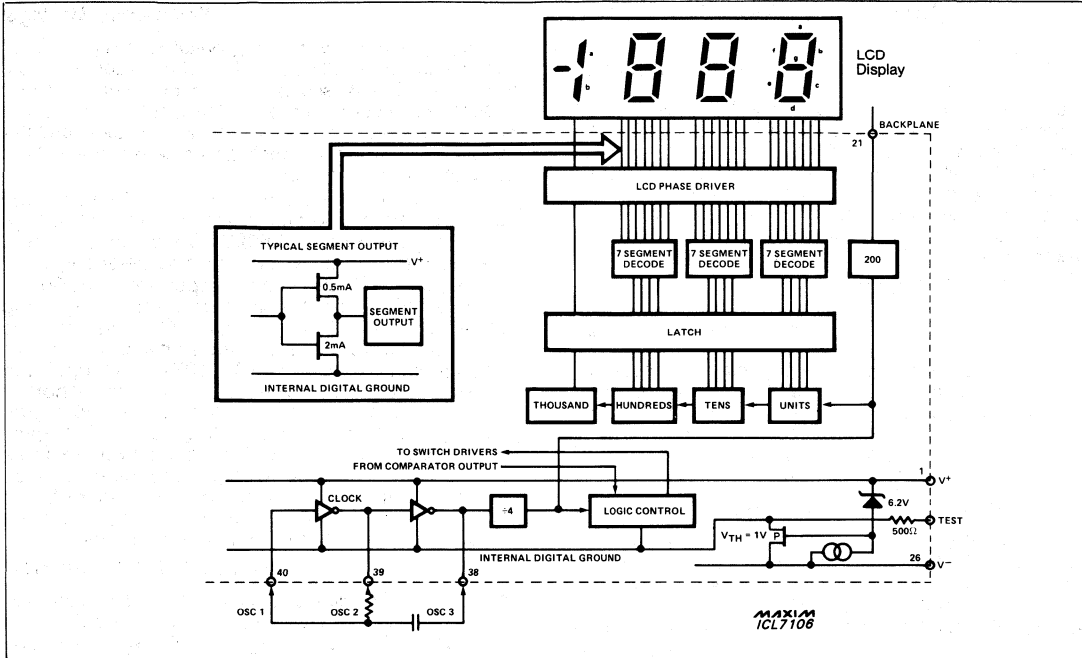 a
a
f
b
g
b
e
c
d
LCD
Display
BACKPLANE
21
LCD PHASE DRIVER
TYPICAL SEGMENT OUTPUT
V+
0.5mA
SEGMENT
OUTPUT
2mA
INTERNAL DIGITAL GROUND
7 SEGMENT
DECODE
7 SEGMENT
DECODE
7 SEGMENT
DECODE
200
LATCH
THOUSAND
HUNDREDS
TENS
UNITS
TO SWITCH DRIVERS
FROM COMPARATOR OUTPUT
1
V+
CLOCK
6.2V
÷4
LOGIC CONTROL
TEST
500Ω
VTH = 1V
P
INTERNAL DIGITAL GROUND
26
V−
40
39
38
OSC 1
OSC 2
OSC 3
MAXIM
ICL7106